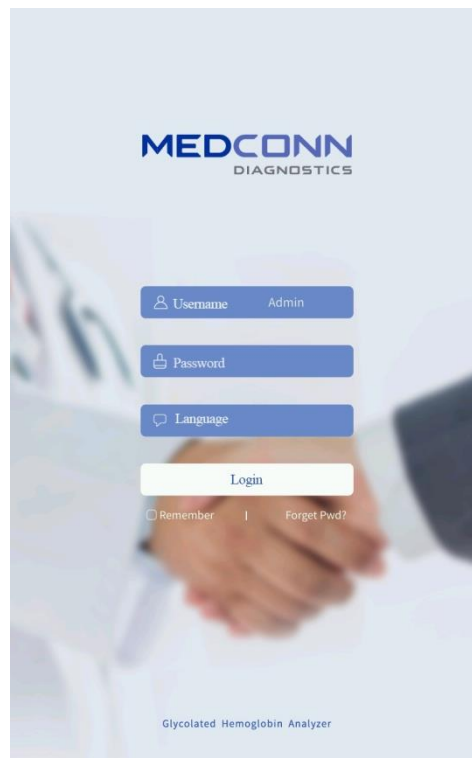 MEDCONN
DIAGNOSTICS
Username Admin
Password
Language
Login
Remember | Forget Pwd?
Glycolated Hemoglobin Analyzer